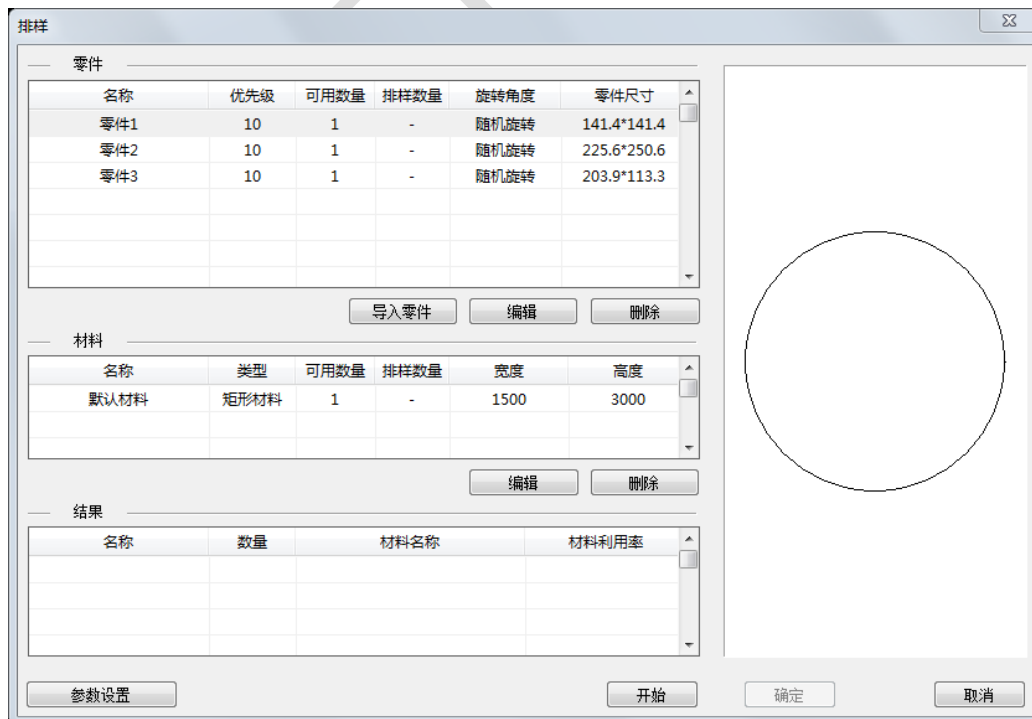 排样
零件
名称 优先级 可用数量 排样数量 旋转角度 零件尺寸
零件1 10 1 - 随机旋转 141.4*141.4
零件2 10 1 - 随机旋转 225.6*250.6
零件3 10 1 - 随机旋转 203.9*113.3
导入零件 编辑 删除
材料
名称 类型 可用数量 排样数量 宽度 高度
默认材料 矩形材料 1 - 1500 3000
编辑 删除
结果
名称 数量 材料名称 材料利用率
参数设置 开始 确定 取消